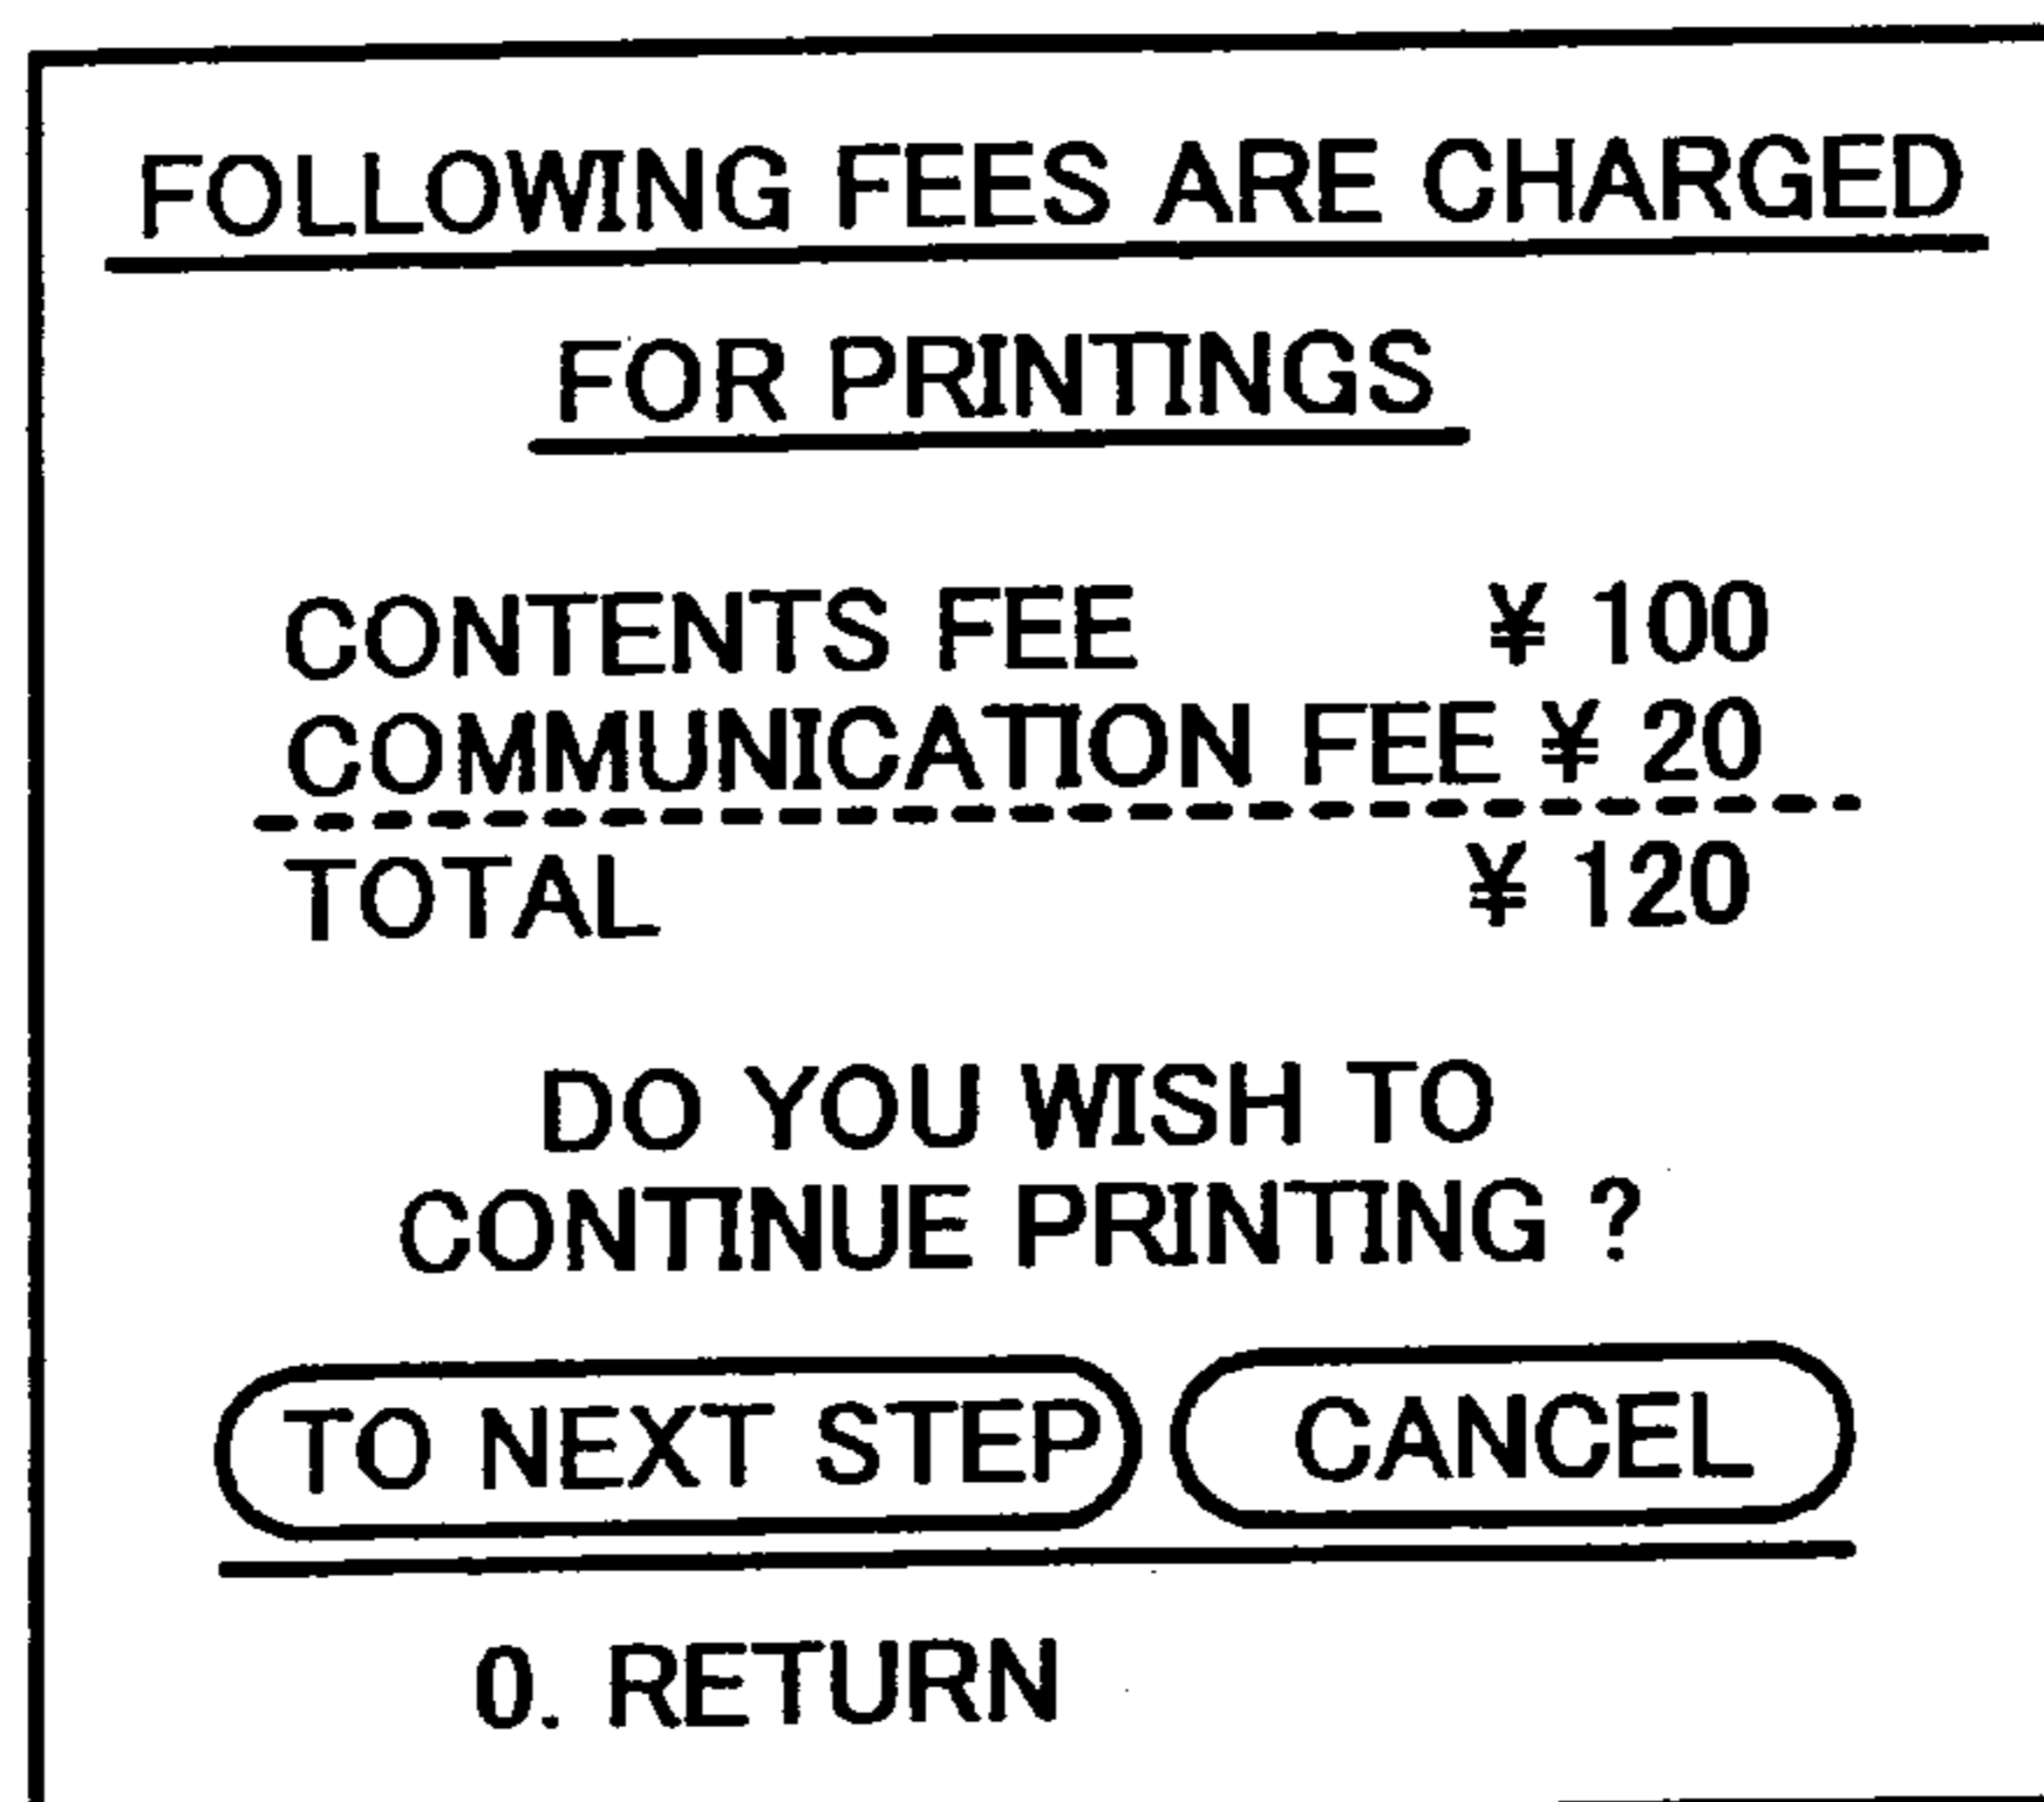 FOLLOWING FEES ARE CHARGED
FOR PRINTINGS
CONTENTS FEE ¥ 100
COMMUNICATION FEE ¥ 20
TOTAL ¥ 120
DO YOU WISH TO
CONTINUE PRINTING ?
TO NEXT STEP CANCEL
0. RETURN